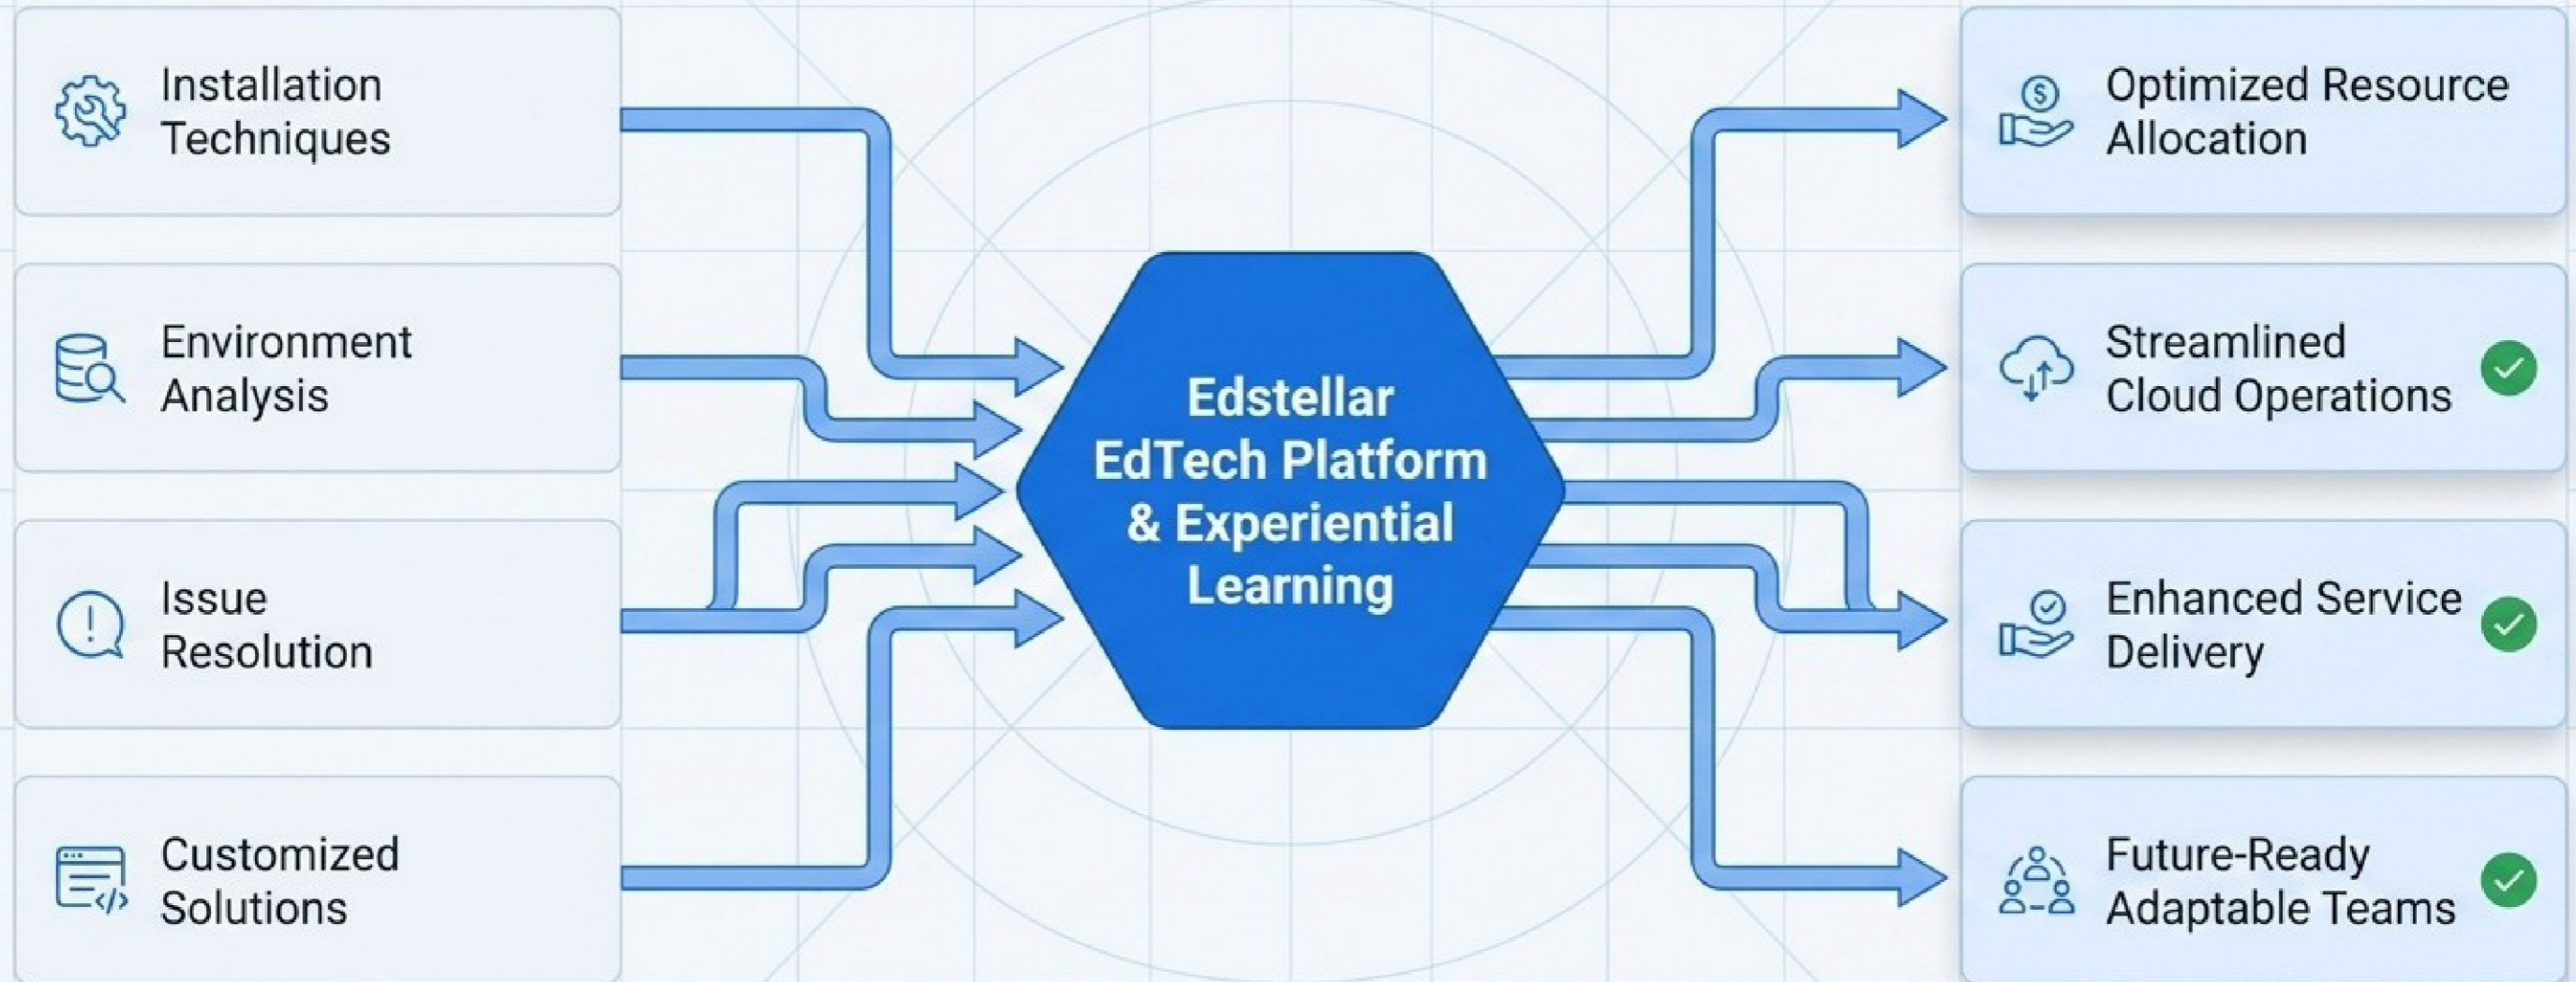 Installation
Techniques
Environment
Analysis
Issue
Resolution
Customized
Solutions
Edstellar
EdTech Platform
& Experiential
Learning
Optimized Resource
Allocation
Streamlined
Cloud Operations
Enhanced Service
Delivery
Future-Ready
Adaptable Teams